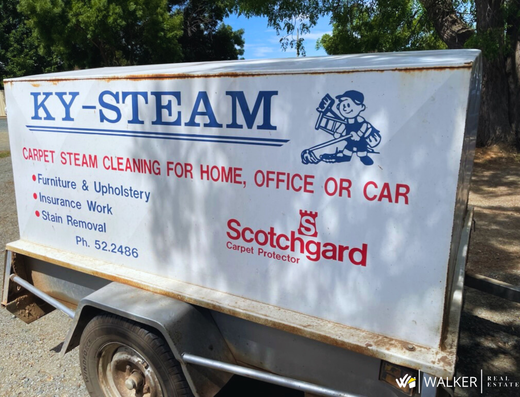 KY-STEAM
CARPET STEAM CLEANING FOR HOME, OFFICE OR CAR
• Furniture & Upholstery
• Insurance Work
• Stain Removal
Ph. 52.2486
S
Scotchgard
Carpet Protector
WALKER
REAL
ESTATE